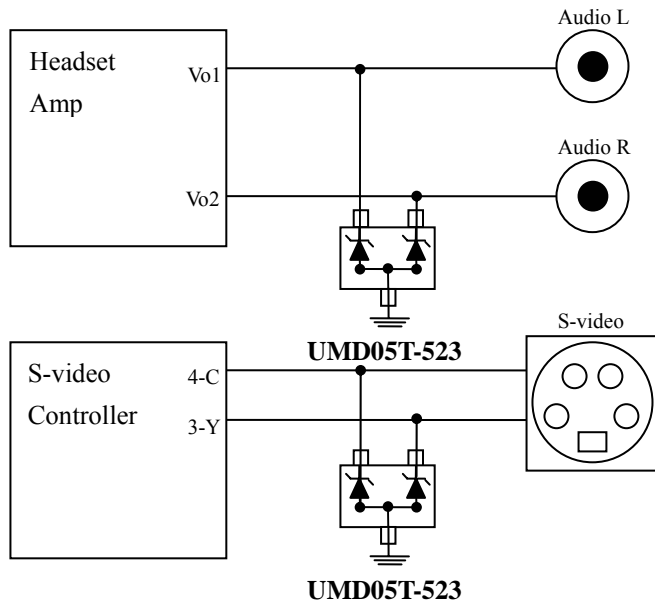 Audio L
Headset
Amp
Vo1
Audio R
Vo2
UMD05T-523
S-video
S-video
Controller
4-C
3-Y
UMD05T-523